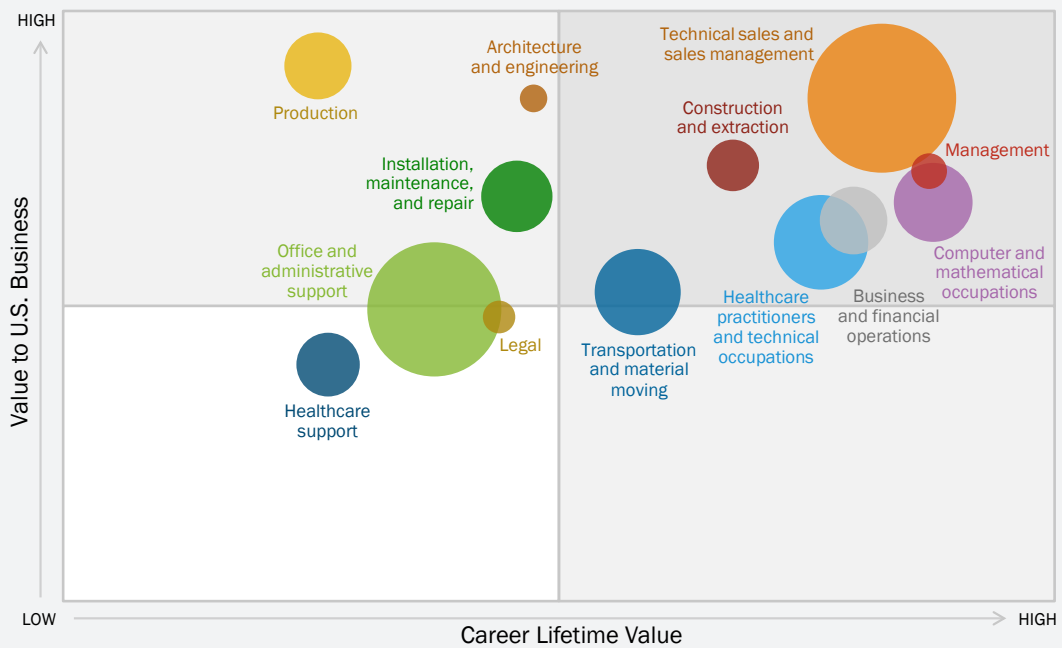 HIGH
Technical sales and
sales management
Architecture
and engineering
Production
Construction
and extraction
Management
Installation,
maintenance,
and repair
Office and
administrative
support
Computer and
mathematical
occupations
Healthcare
practitioners
and technical
occupations
Business
and financial
operations
Legal
Transportation
and material
moving
Healthcare
support
Value to U.S. Business
LOW
HIGH
Career Lifetime Value